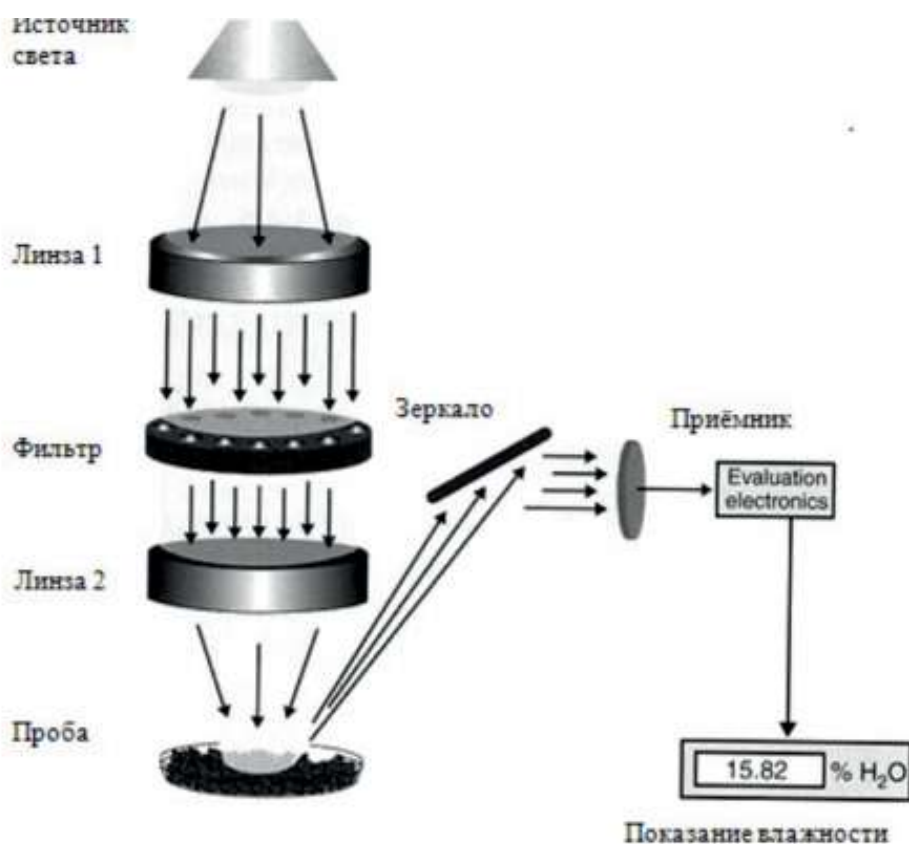 Источник
света
Линза 1
Зеркало
Приёмник
Фильтр
Evaluation
electronics
Линза 2
Проба
15.82 % H₂O
Показание влажности